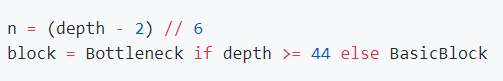 n = (depth - 2) // 6
block = Bottleneck if depth >= 44 else BasicBlock